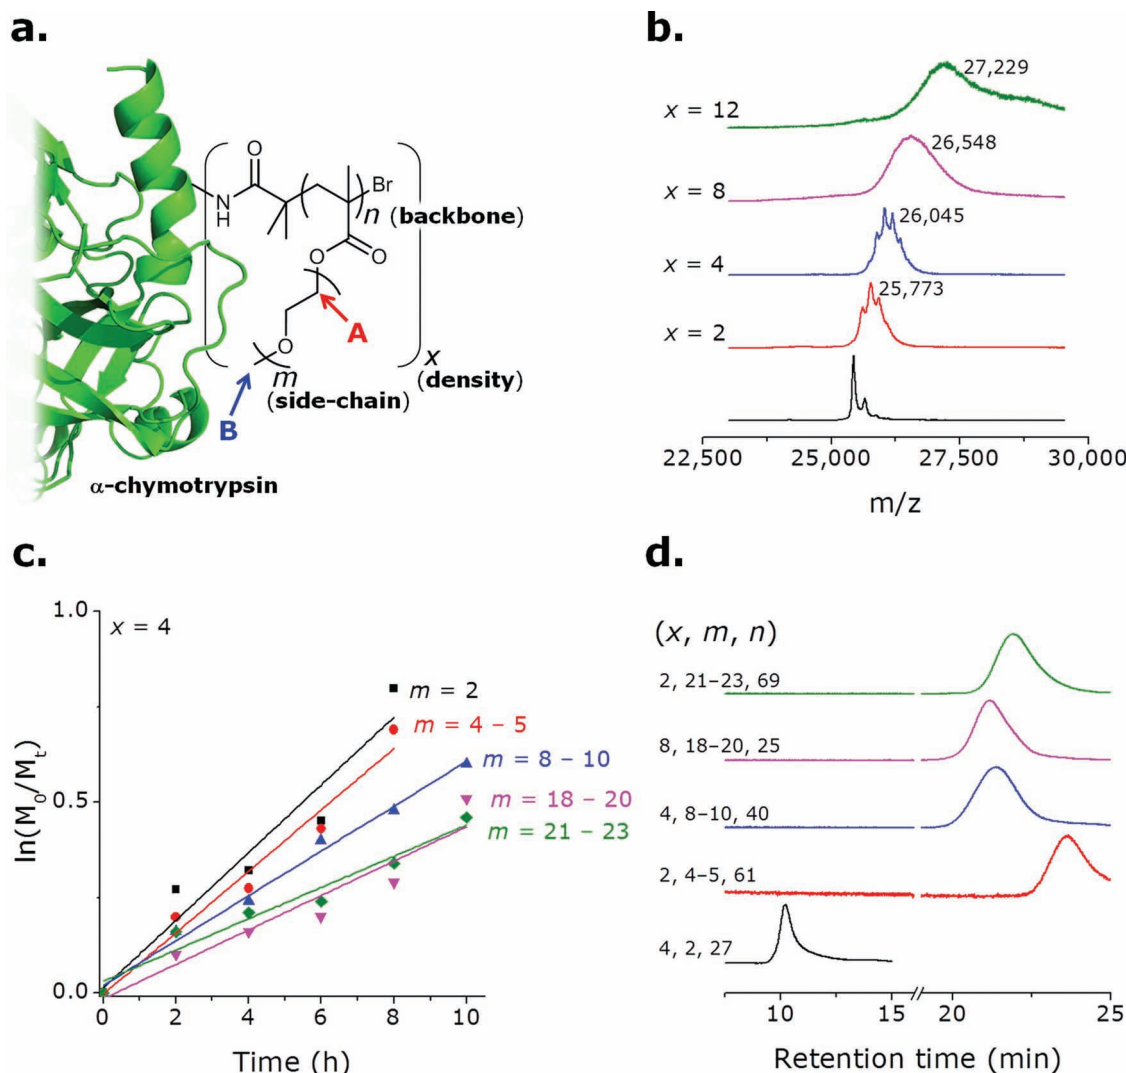 a.
O
N
H
Br
n (backbone)
O
O
A
O
m
(side-chain)
B
x
(density)
α-chymotrypsin
b.
27,229
x = 12
26,548
x = 8
26,045
x = 4
25,773
x = 2
22,500 25,000 27,500 30,000
m/z
c.
1.0
x = 4
m = 2
m = 4 – 5
m = 8 – 10
0.5
m = 18 – 20
m = 21 – 23
0.0
ln(M₀/Mₜ)
0 2 4 6 8 10
Time (h)
d.
(x, m, n)
2, 21–23, 69
8, 18–20, 25
4, 8–10, 40
2, 4–5, 61
4, 2, 27
10 15 20 25
Retention time (min)